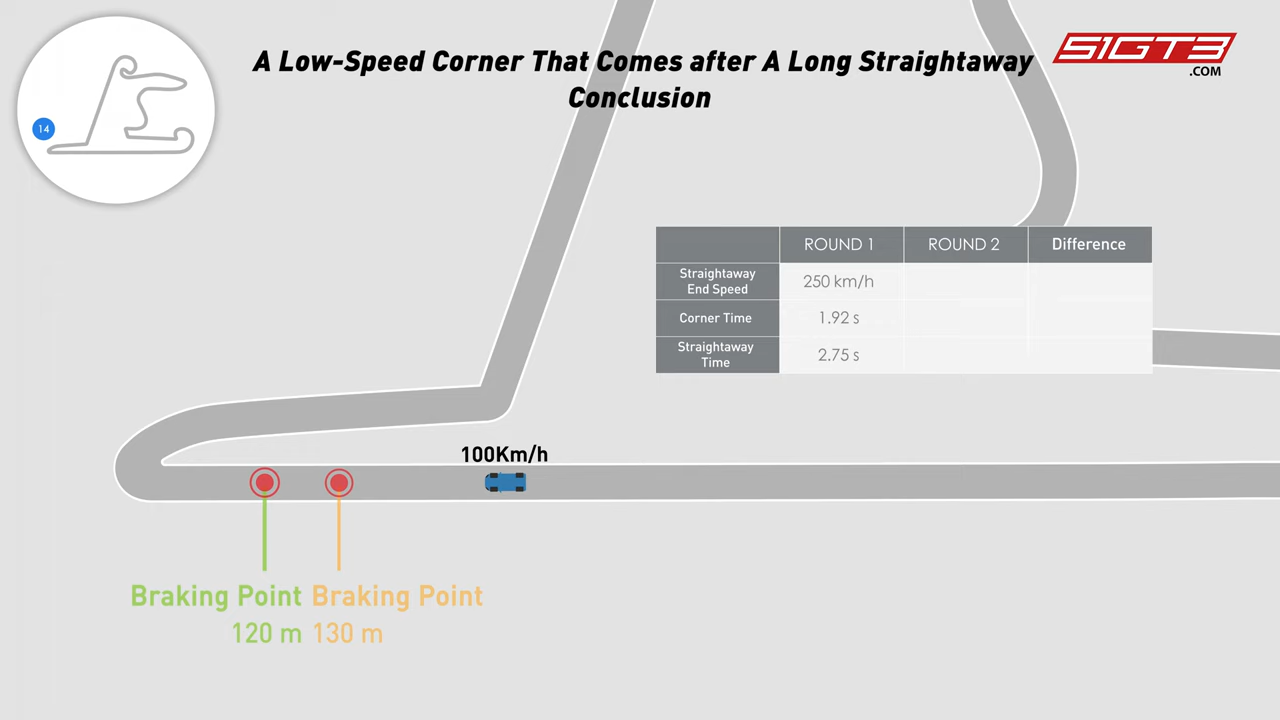 A Low-Speed Corner That Comes after A Long Straightaway
Conclusion
51GT3
.COM
14
ROUND 1 ROUND 2 Difference
Straightaway
End Speed
250 km/h
Corner Time
1.92 s
Straightaway
Time
2.75 s
100Km/h
Braking Point
120 m
Braking Point
130 m